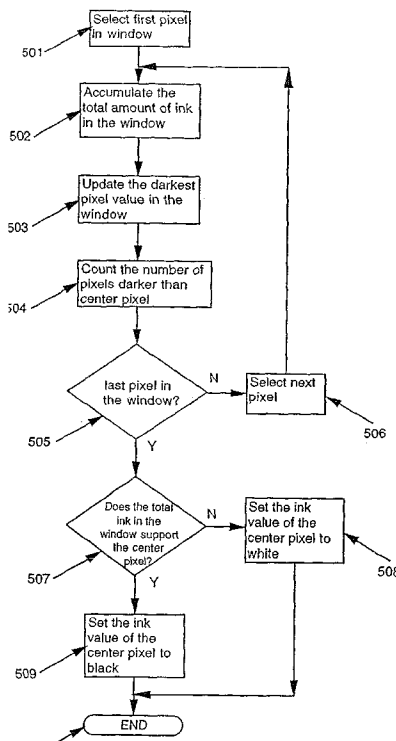 Select first pixel
in window
501
Accumulate the
total amount of ink
in the window
502
Update the darkest
pixel value in the
window
503
Count the number of
pixels darker than
center pixel
504
last pixel in
the window?
N
Select next
pixel
505
Y
506
Does the total
ink in the
window support
the center
pixel?
N
Set the ink
value of the
center pixel to
white
507
Y
508
Set the ink
value of the
center pixel to
black
509
END